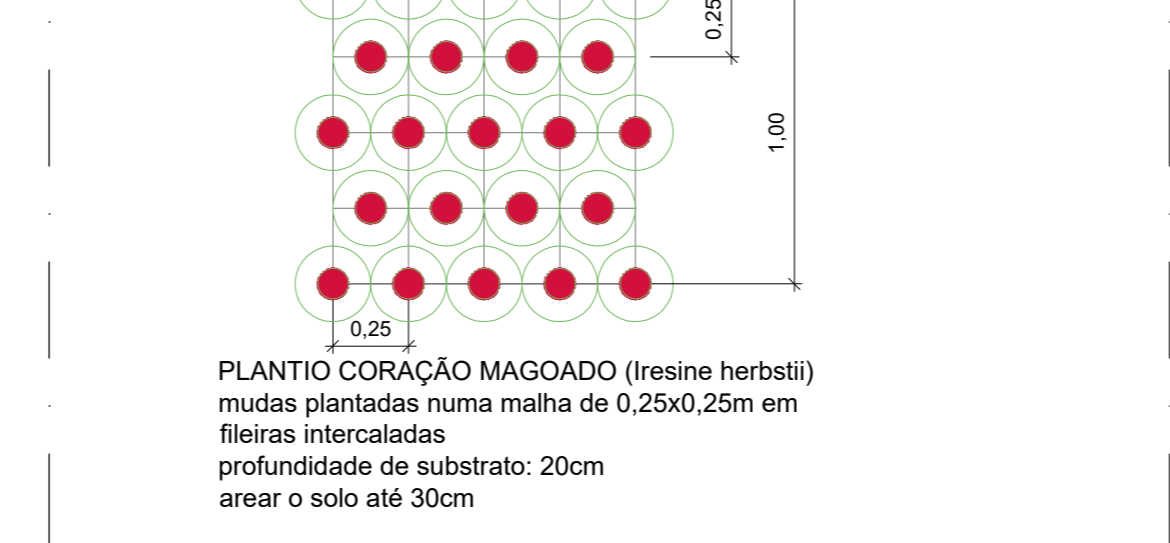 0,25
1,00
0,25
PLANTIO CORAÇÃO MAGOADO (Iresine herbstii)
mudas plantadas numa malha de 0,25x0,25m em
fileiras intercaladas
profundidade de substrato: 20cm
arear o solo até 30cm